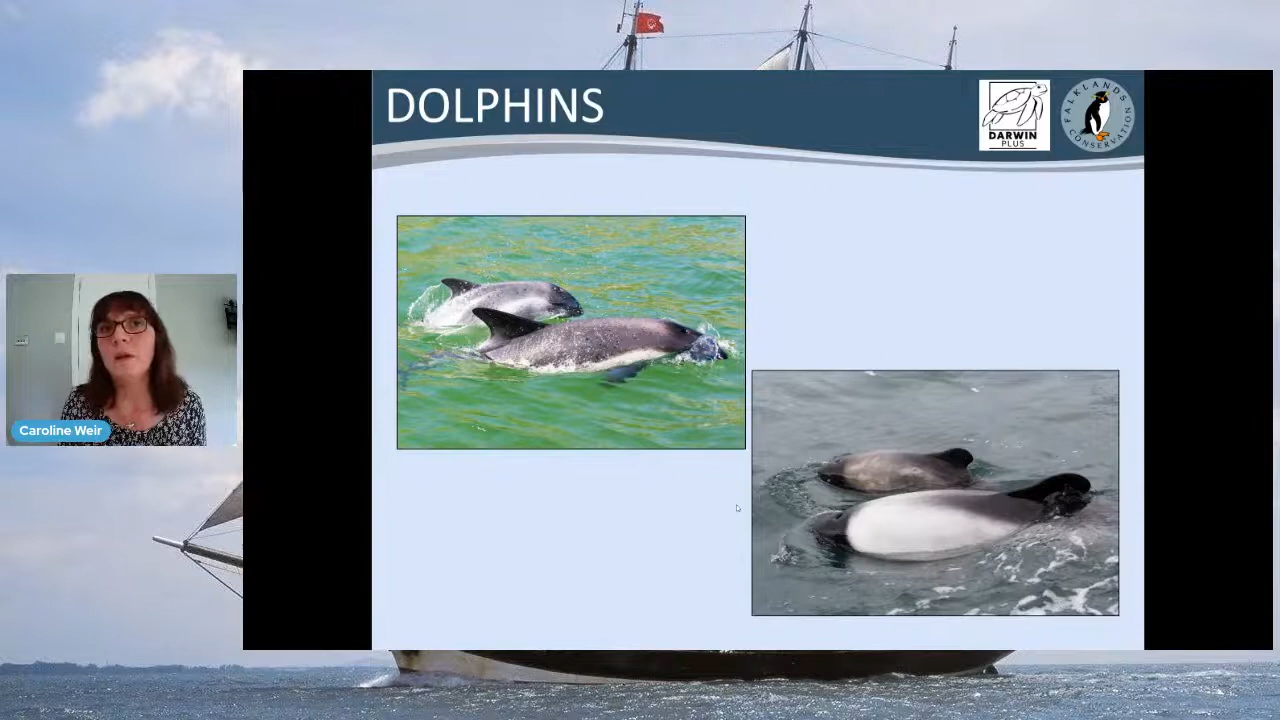 DOLPHINS
DARWIN
PLUS
FALKLANDS
CONSERVATION
Caroline Weir